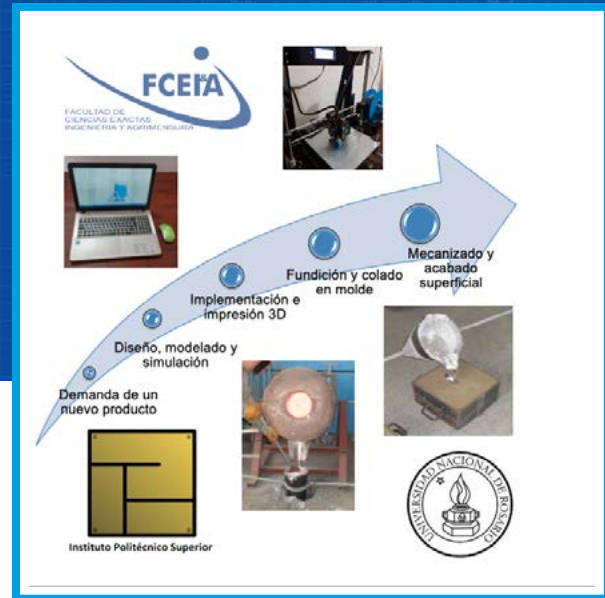 FCEIA
FACULTAD DE
CIENCIAS EXACTAS
INGENIERÍA Y AGRIMENSURA
Mecanizado y
acabado
superficial
Fundición y colado
en molde
Implementación e
impresión 3D
Diseño, modelado y
simulación
Demanda de un
nuevo producto
Instituto Politécnico Superior
UNIVERSIDAD NACIONAL DE ROSARIO